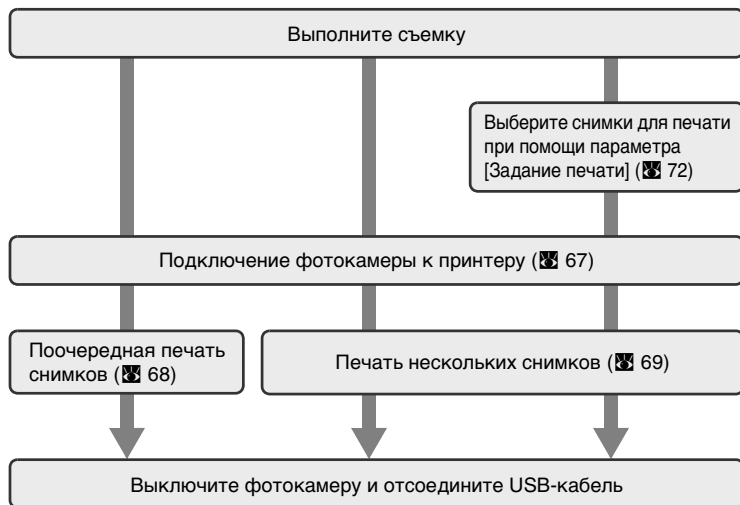 Выполните съемку
Выберите снимки для печати
при помощи параметра
[Задание печати] ( 72)
Подключение фотокамеры к принтеру ( 67)
Поочередная печать
снимков ( 68)
Печать нескольких снимков ( 69)
Выключите фотокамеру и отсоедините USB-кабель